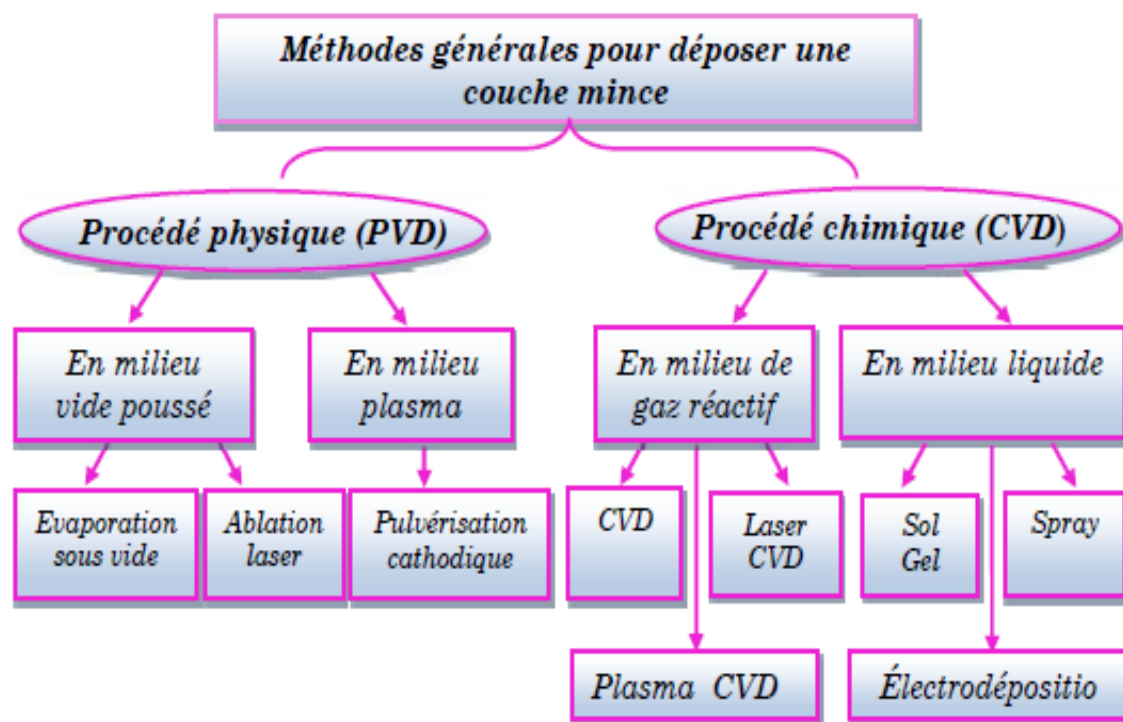 Méthodes générales pour déposer une
couche mince
Procédé physique (PVD)
Procédé chimique (CVD)
En milieu
vide poussé
En milieu
plasma
En milieu de
gaz réactif
En milieu liquide
Evaporation
sous vide
Ablation
laser
Pulvérisation
cathodique
CVD
Laser
CVD
Sol
Gel
Spray
Plasma CVD
Électrodépositio